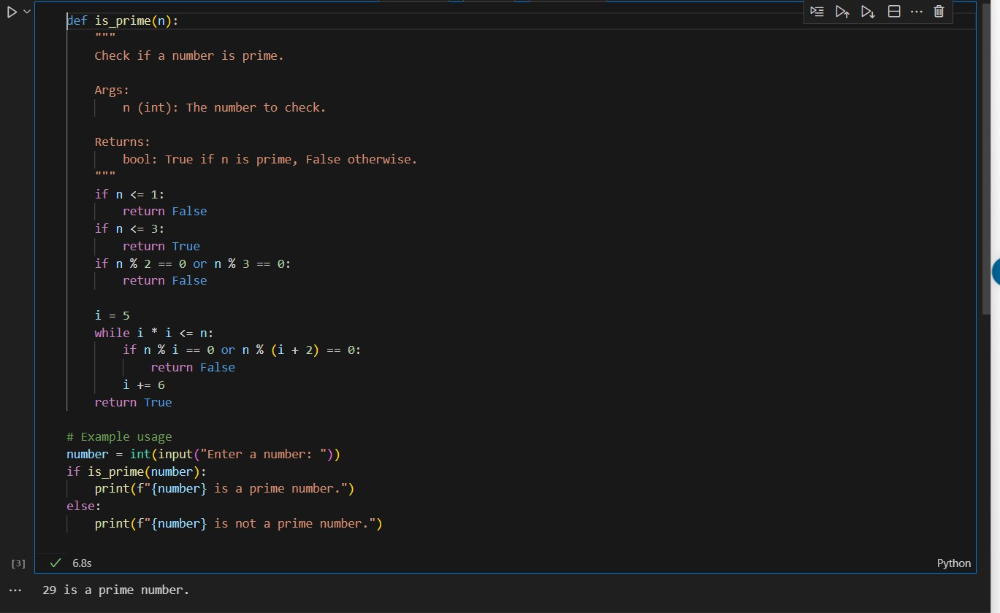 def is_prime(n):
    """
    Check if a number is prime.

    Args:
        n (int): The number to check.

    Returns:
        bool: True if n is prime, False otherwise.
    """
    if n <= 1:
        return False
    if n <= 3:
        return True
    if n % 2 == 0 or n % 3 == 0:
        return False

    i = 5
    while i * i <= n:
        if n % i == 0 or n % (i + 2) == 0:
            return False
        i += 6
    return True

# Example usage
number = int(input("Enter a number: "))
if is_prime(number):
    print(f"{number} is a prime number.")
else:
    print(f"{number} is not a prime number.")
[3] 6.8s Python
29 is a prime number.